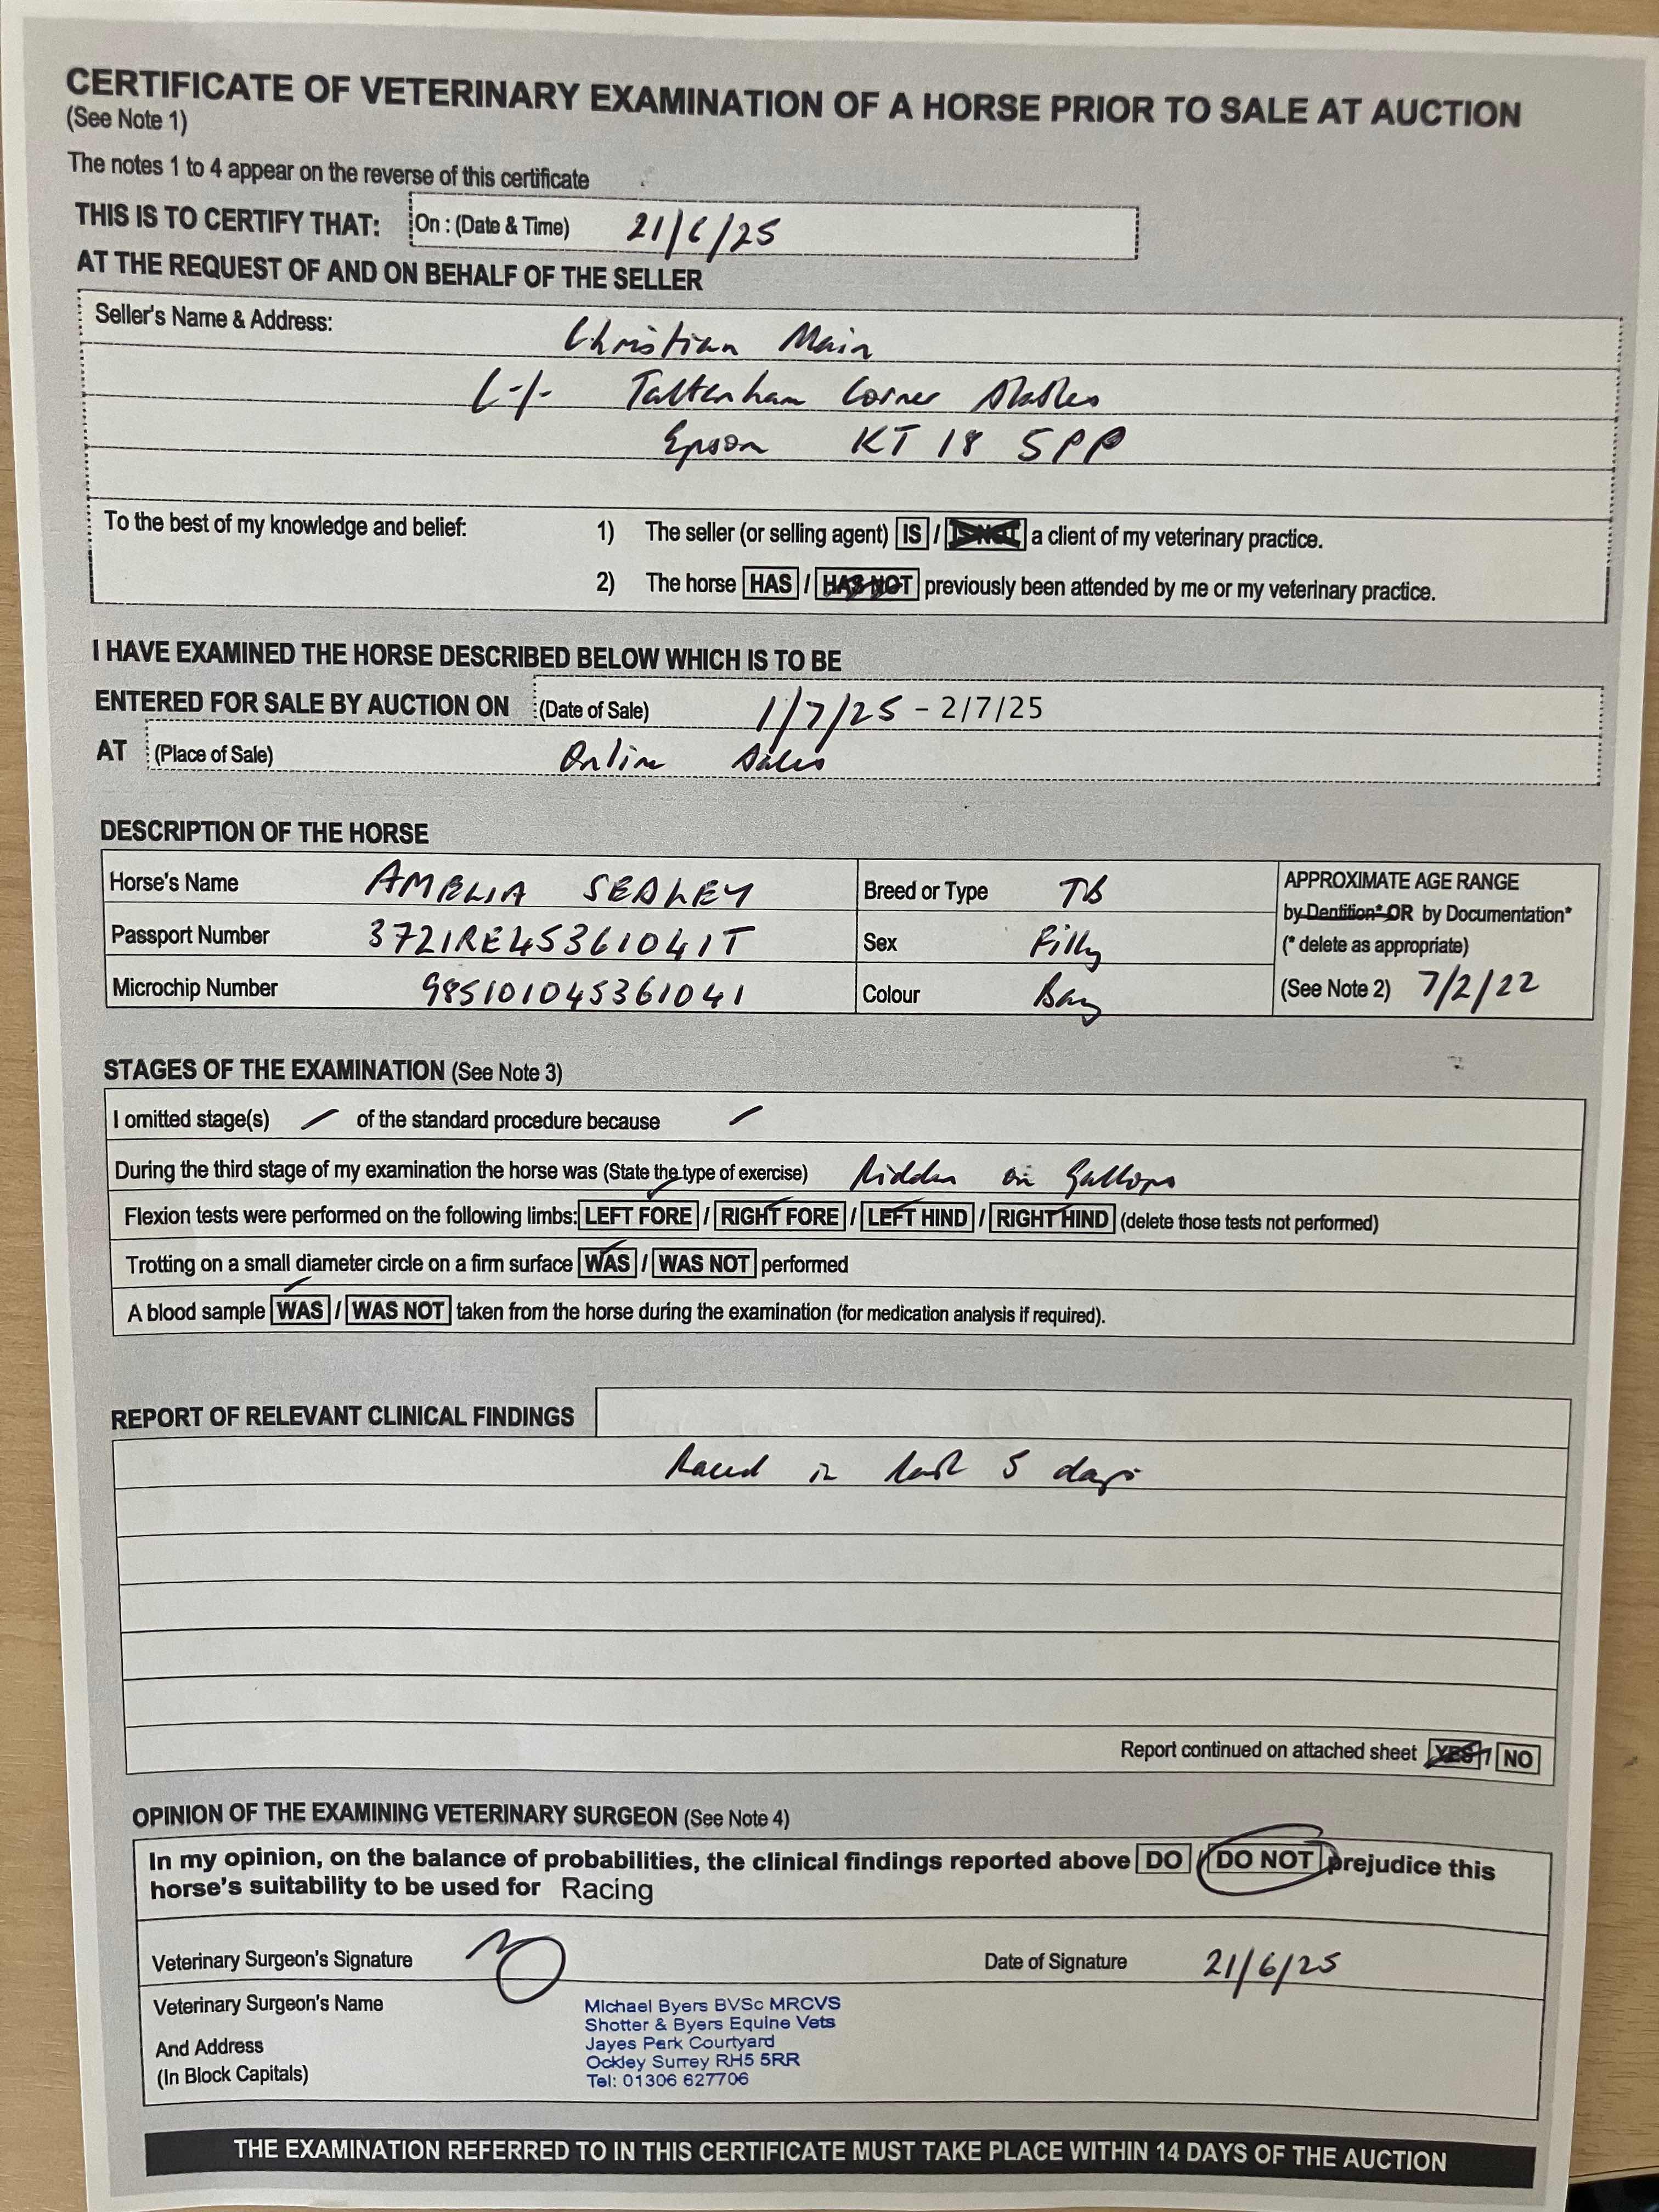 CERTIFICATE OF VETERINARY EXAMINATION OF A HORSE PRIOR TO SALE AT AUCTION
(See Note 1)
The notes 1 to 4 appear on the reverse of this certificate
THIS IS TO CERTIFY THAT: On : (Date & Time) 21/6/25
AT THE REQUEST OF AND ON BEHALF OF THE SELLER
Seller's Name & Address:
Christian Main
Tattenham Corner Stables
Epsom KT18 5PP
To the best of my knowledge and belief: 1) The seller (or selling agent) IS / IS NOT a client of my veterinary practice.
2) The horse HAS / HAS NOT previously been attended by me or my veterinary practice.
I HAVE EXAMINED THE HORSE DESCRIBED BELOW WHICH IS TO BE
ENTERED FOR SALE BY AUCTION ON (Date of Sale) 1/7/25 - 2/7/25
AT (Place of Sale) Online Sales
DESCRIPTION OF THE HORSE
Horse's Name AMELIA SEALEY Breed or Type TB APPROXIMATE AGE RANGE
by Dentition* OR by Documentation*
Passport Number 372IRE45361041T Sex Filly (* delete as appropriate)
Microchip Number 985101045361041 Colour Bay (See Note 2) 7/2/22
STAGES OF THE EXAMINATION (See Note 3)
I omitted stage(s) / of the standard procedure because /
During the third stage of my examination the horse was (State the type of exercise) Ridden on Gallops
Flexion tests were performed on the following limbs: LEFT FORE / RIGHT FORE / LEFT HIND / RIGHT HIND (delete those tests not performed)
Trotting on a small diameter circle on a firm surface WAS / WAS NOT performed
A blood sample WAS / WAS NOT taken from the horse during the examination (for medication analysis if required).
REPORT OF RELEVANT CLINICAL FINDINGS
Raced in last 5 days
Report continued on attached sheet YES / NO
OPINION OF THE EXAMINING VETERINARY SURGEON (See Note 4)
In my opinion, on the balance of probabilities, the clinical findings reported above DO / DO NOT prejudice this
horse's suitability to be used for Racing
Veterinary Surgeon's Signature Date of Signature 21/6/25
Veterinary Surgeon's Name
And Address
(In Block Capitals)
Michael Byers BVSc MRCVS
Shotter & Byers Equine Vets
Jayes Park Courtyard
Ockley Surrey RH5 5RR
Tel: 01306 627706
THE EXAMINATION REFERRED TO IN THIS CERTIFICATE MUST TAKE PLACE WITHIN 14 DAYS OF THE AUCTION